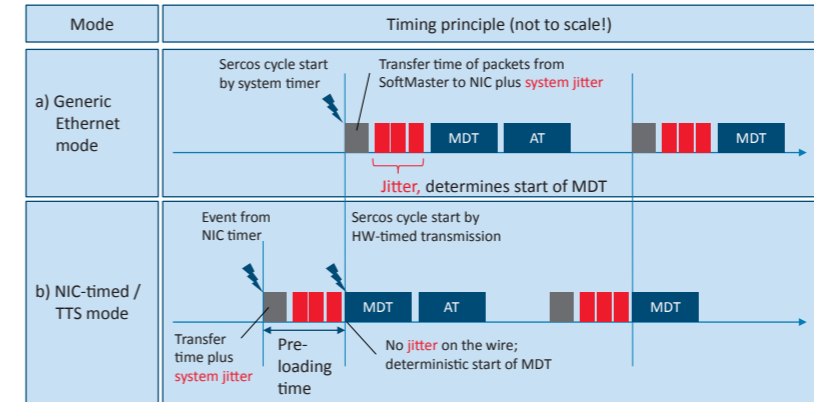 Mode
Timing principle (not to scale!)
a) Generic
Ethernet
mode
Sercos cycle start
by system timer
Transfer time of packets from
SoftMaster to NIC plus system jitter
MDT
AT
MDT
Jitter, determines start of MDT
b) NIC-timed /
TTS mode
Event from
NIC timer
Sercos cycle start by
HW-timed transmission
MDT
AT
MDT
Transfer
time plus
system jitter
Pre-
loading
time
No jitter on the wire;
deterministic start of MDT